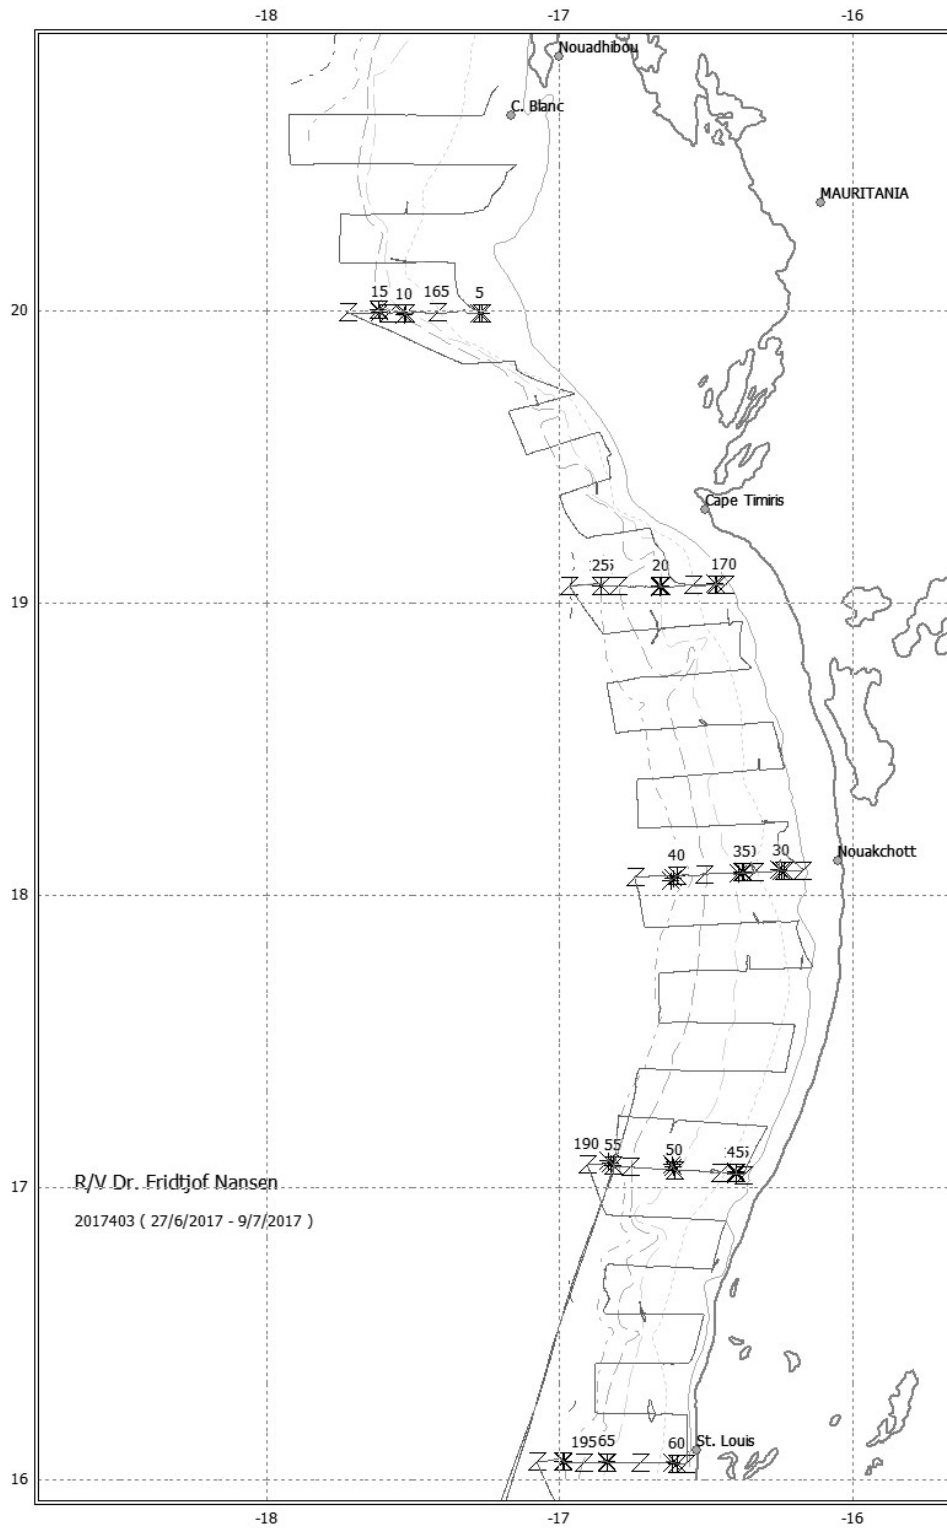 -18 -17 -16
Nouadhibou
C. Blanc
MAURITANIA
15 10 165 5
20
Cape Timiris
25 20 170
19
Nouakchott
40 35 30
18
190 55 50 45
R/V Dr. Fridtjof Nansen
17
2017403 ( 27/6/2017 - 9/7/2017 )
195 65 60 St. Louis
16
-18 -17 -16